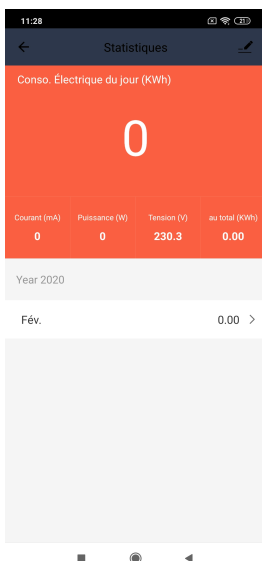 11:28
21
Statistiques
Conso. Électrique du jour (KWh)
0
Courant (mA) Puissance (W) Tension (V) au total (KWh)
0 0 230.3 0.00
Year 2020
Fév. 0.00